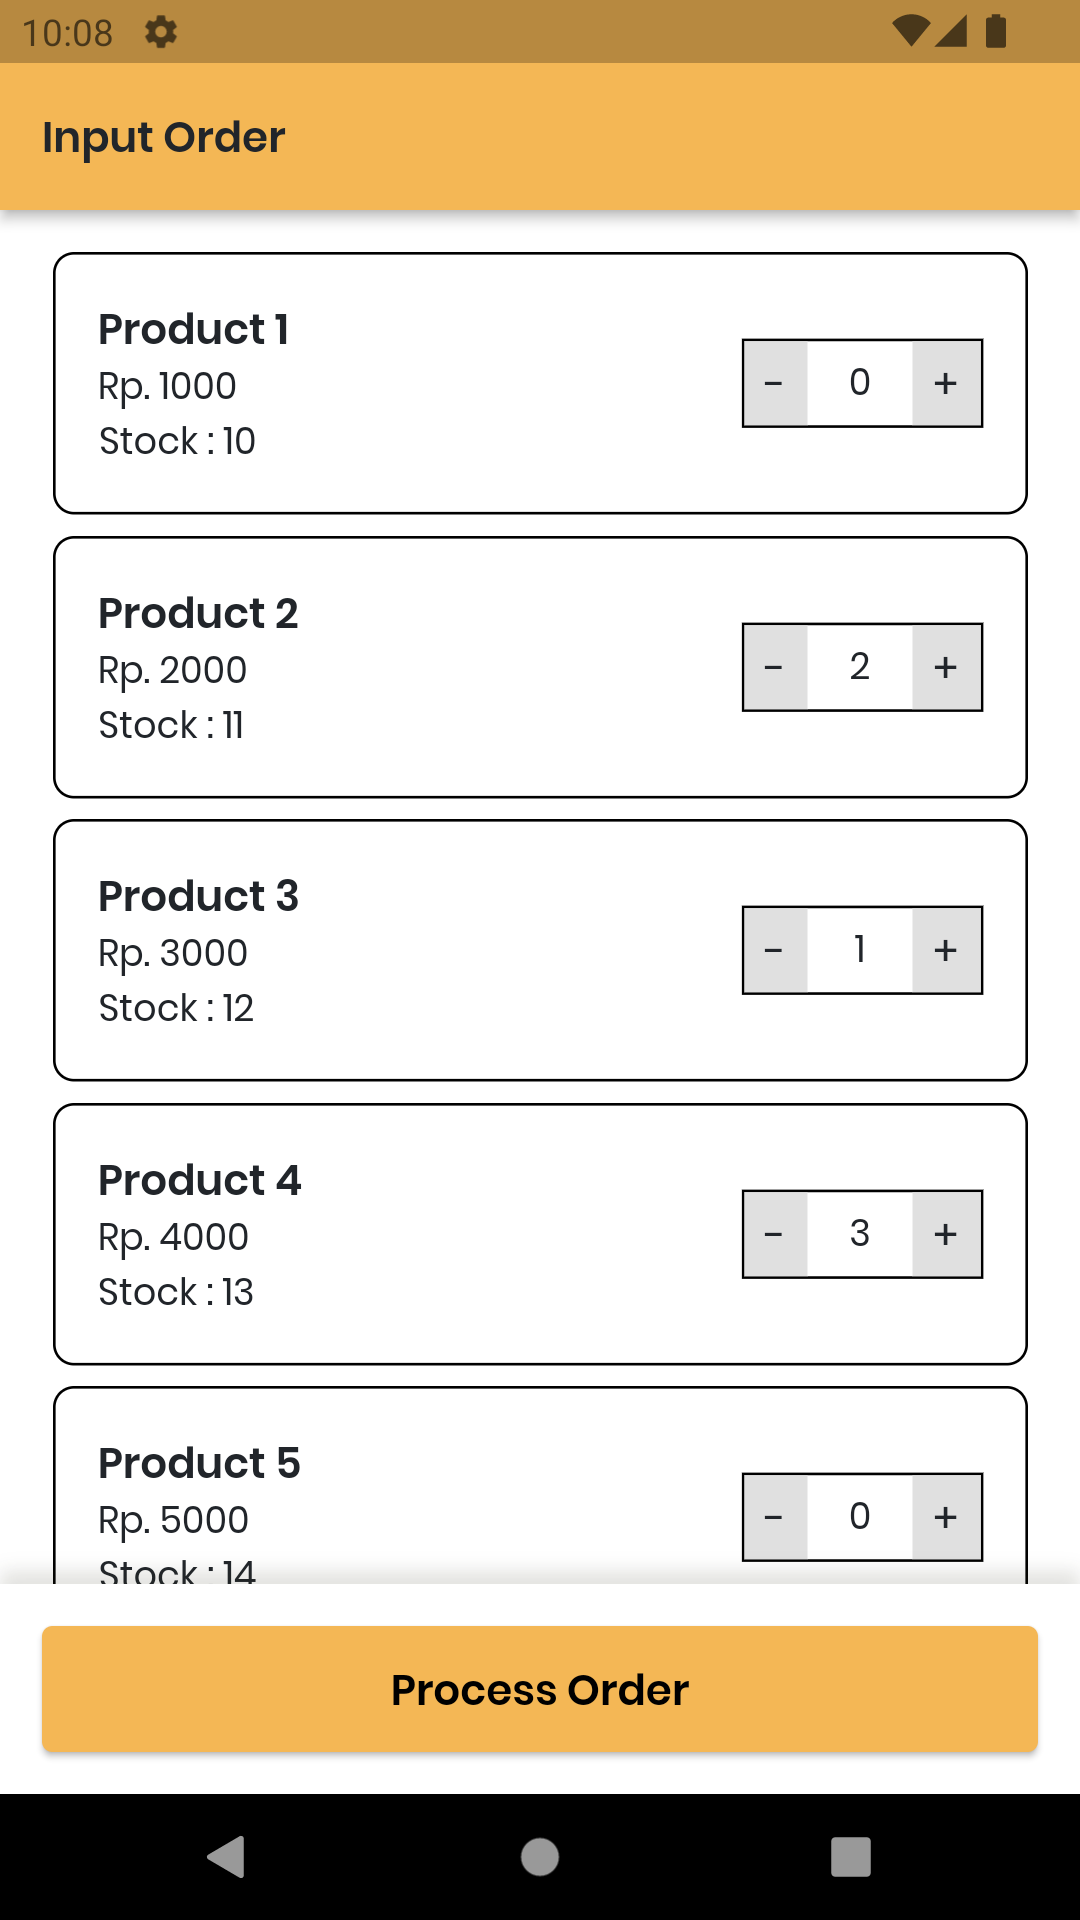 10:08
Input Order
Product 1
Rp. 1000
Stock : 10
- 0 +
Product 2
Rp. 2000
Stock : 11
- 2 +
Product 3
Rp. 3000
Stock : 12
- 1 +
Product 4
Rp. 4000
Stock : 13
- 3 +
Product 5
Rp. 5000
Stock : 14
- 0 +
Process Order